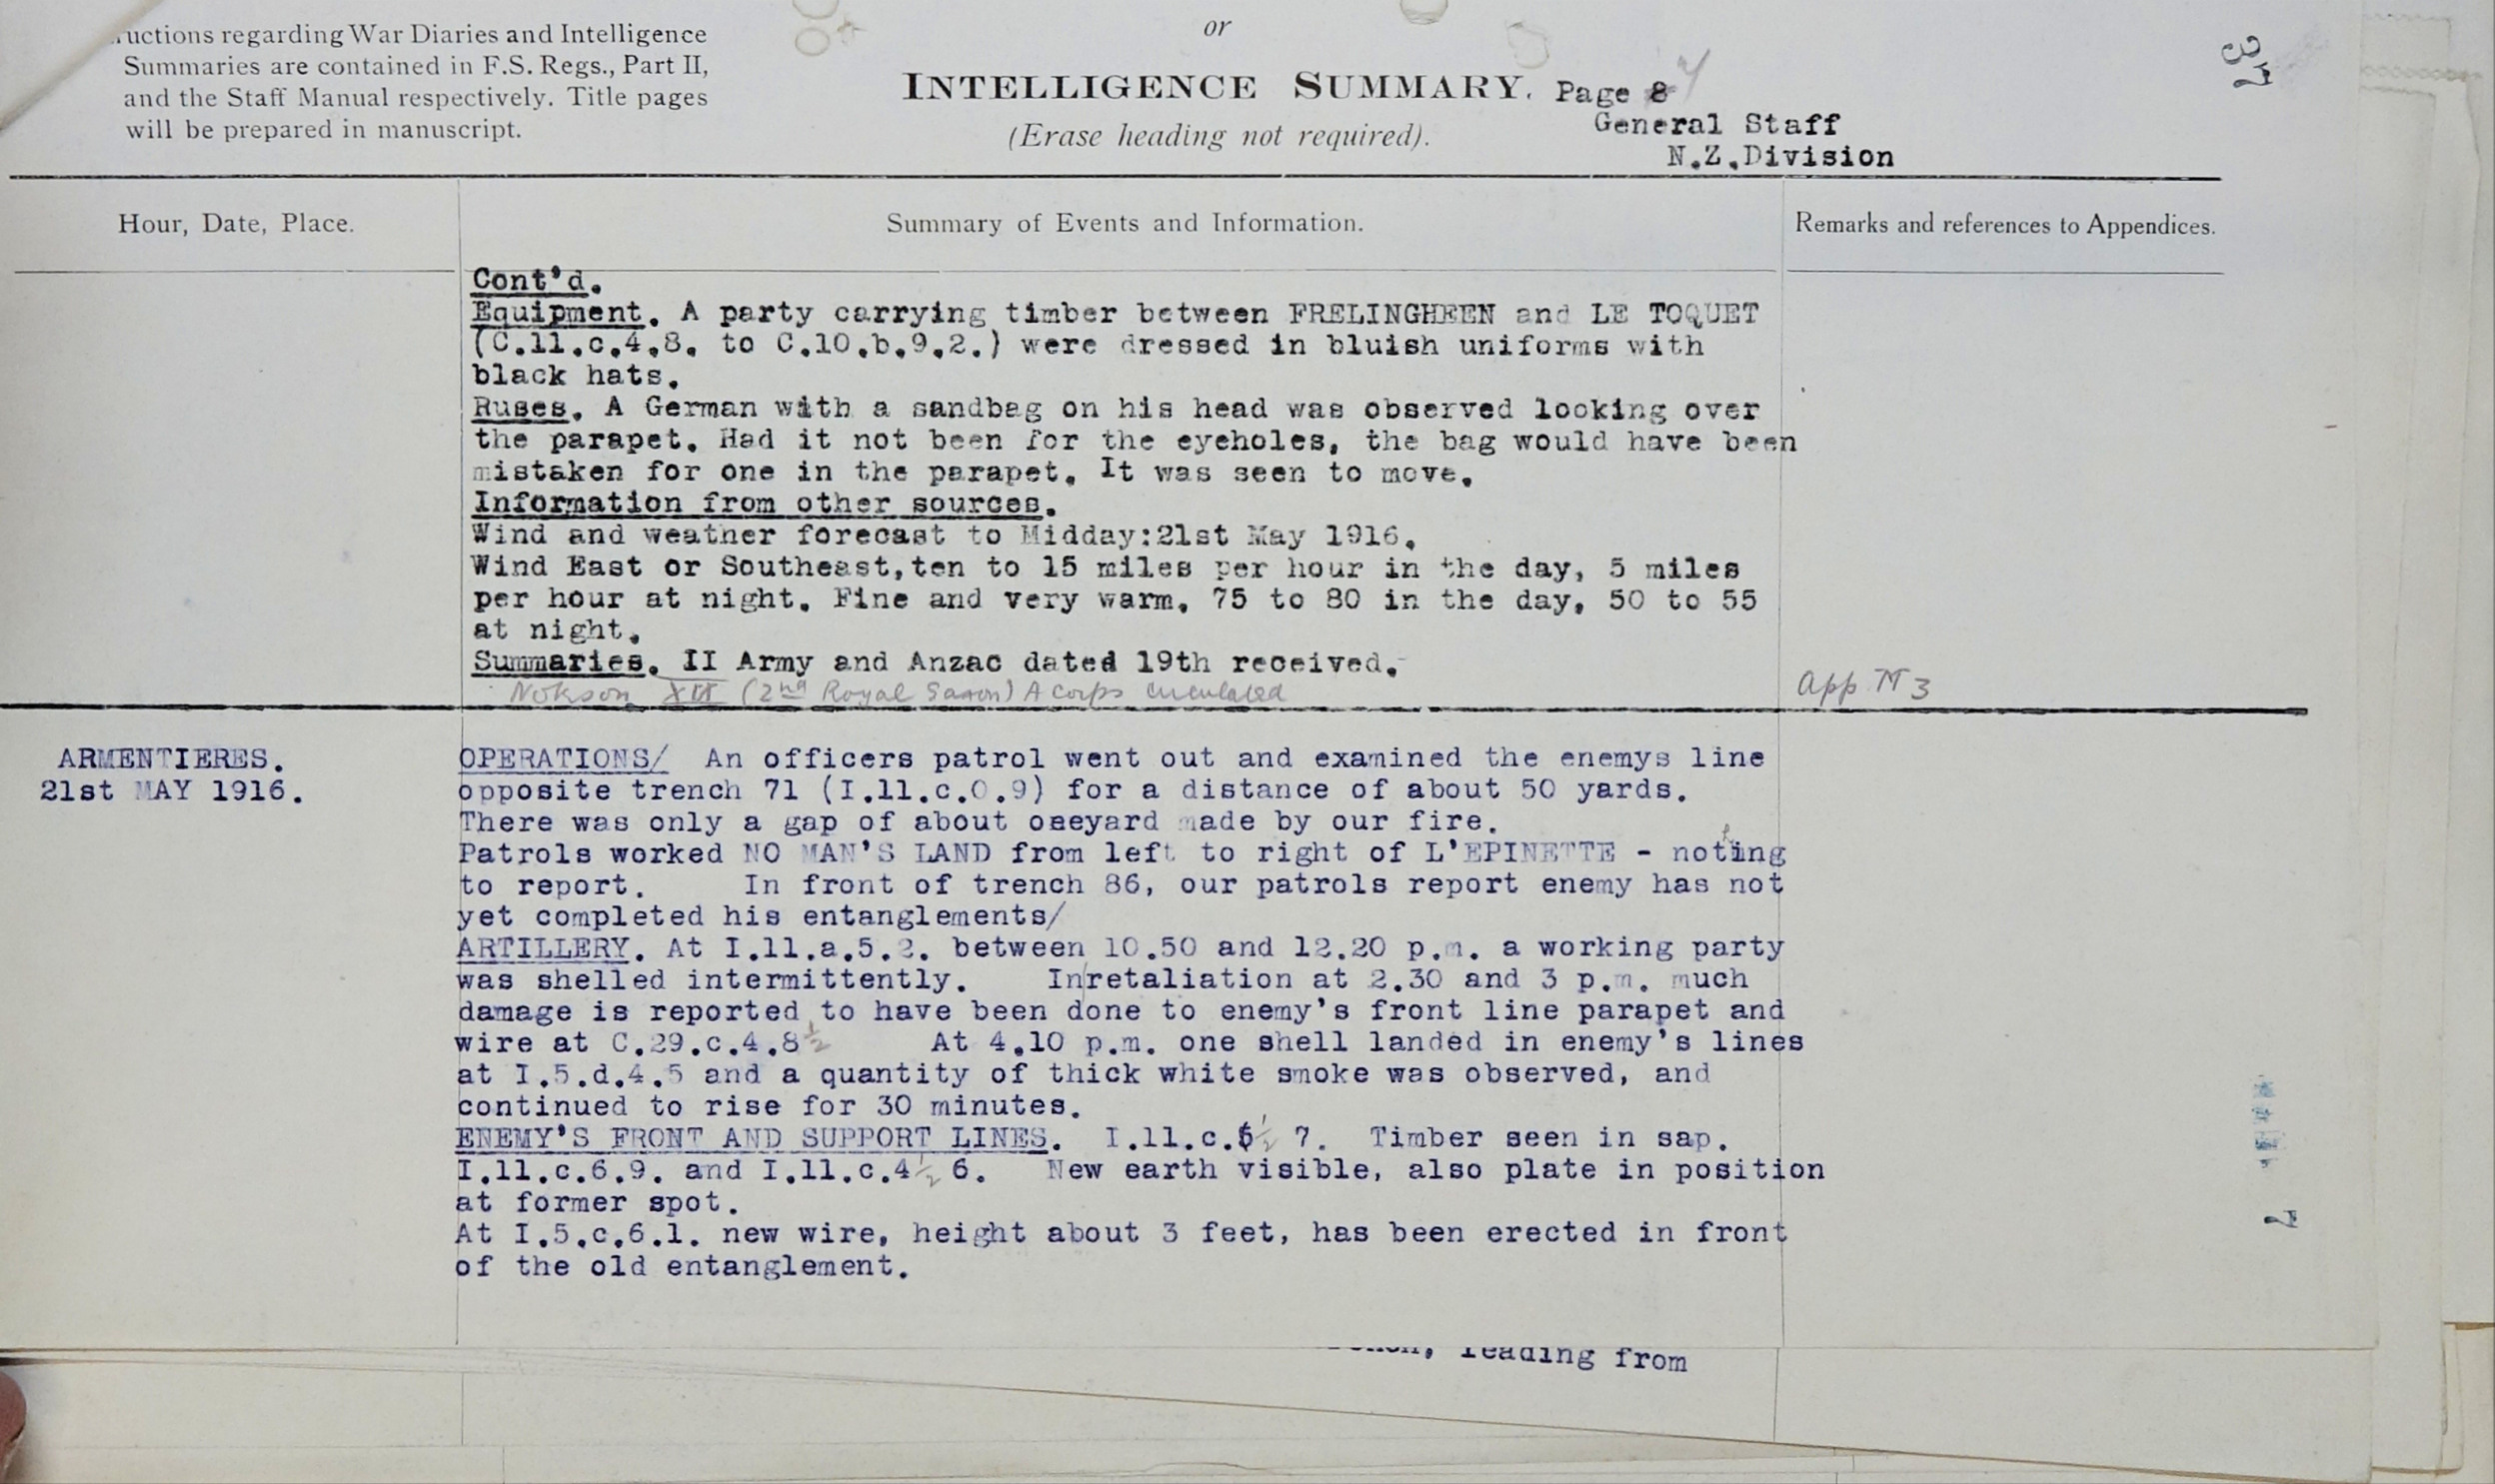 ructions regarding War Diaries and Intelligence
Summaries are contained in F.S. Regs., Part II,
and the Staff Manual respectively. Title pages
will be prepared in manuscript.
or
INTELLIGENCE SUMMARY.
(Erase heading not required).
Page 8
General Staff
N.Z.Division
37
Hour, Date, Place.
Summary of Events and Information.
Remarks and references to Appendices.
Cont'd.
Equipment. A party carrying timber between FRELINGHEEN and LE TOQUET
(C.11.c.4.8. to C.10.b.9.2.) were dressed in bluish uniforms with
black hats.
Ruses. A German with a sandbag on his head was observed looking over
the parapet. Had it not been for the eyeholes, the bag would have been
mistaken for one in the parapet. It was seen to move.
Information from other sources.
Wind and weather forecast to Midday:21st May 1916.
Wind East or Southeast,ten to 15 miles per hour in the day, 5 miles
per hour at night. Fine and very warm. 75 to 80 in the day, 50 to 55
at night.
Summaries. II Army and Anzac dated 19th received.
XIX (2nd Royal Saxon) A corps circulated
App M 3
ARMENTIERES.
21st MAY 1916.
OPERATIONS/ An officers patrol went out and examined the enemys line
opposite trench 71 (I.11.c.0.9) for a distance of about 50 yards.
There was only a gap of about oneyard made by our fire.
Patrols worked NO MAN'S LAND from left to right of L'EPINETTE - nothing
to report. In front of trench 86, our patrols report enemy has not
yet completed his entanglements/
ARTILLERY. At I.11.a.5.2. between 10.50 and 12.20 p.m. a working party
was shelled intermittently. In/retaliation at 2.30 and 3 p.m. much
damage is reported to have been done to enemy's front line parapet and
wire at C.29.c.4.8½ At 4.10 p.m. one shell landed in enemy's lines
at I.5.d.4.5 and a quantity of thick white smoke was observed, and
continued to rise for 30 minutes.
ENEMY'S FRONT AND SUPPORT LINES. I.11.c.6½ 7. Timber seen in sap.
I.11.c.6.9. and I.11.c.4½ 6. New earth visible, also plate in position
at former spot.
At I.5.c.6.1. new wire, height about 3 feet, has been erected in front
of the old entanglement.
leading from